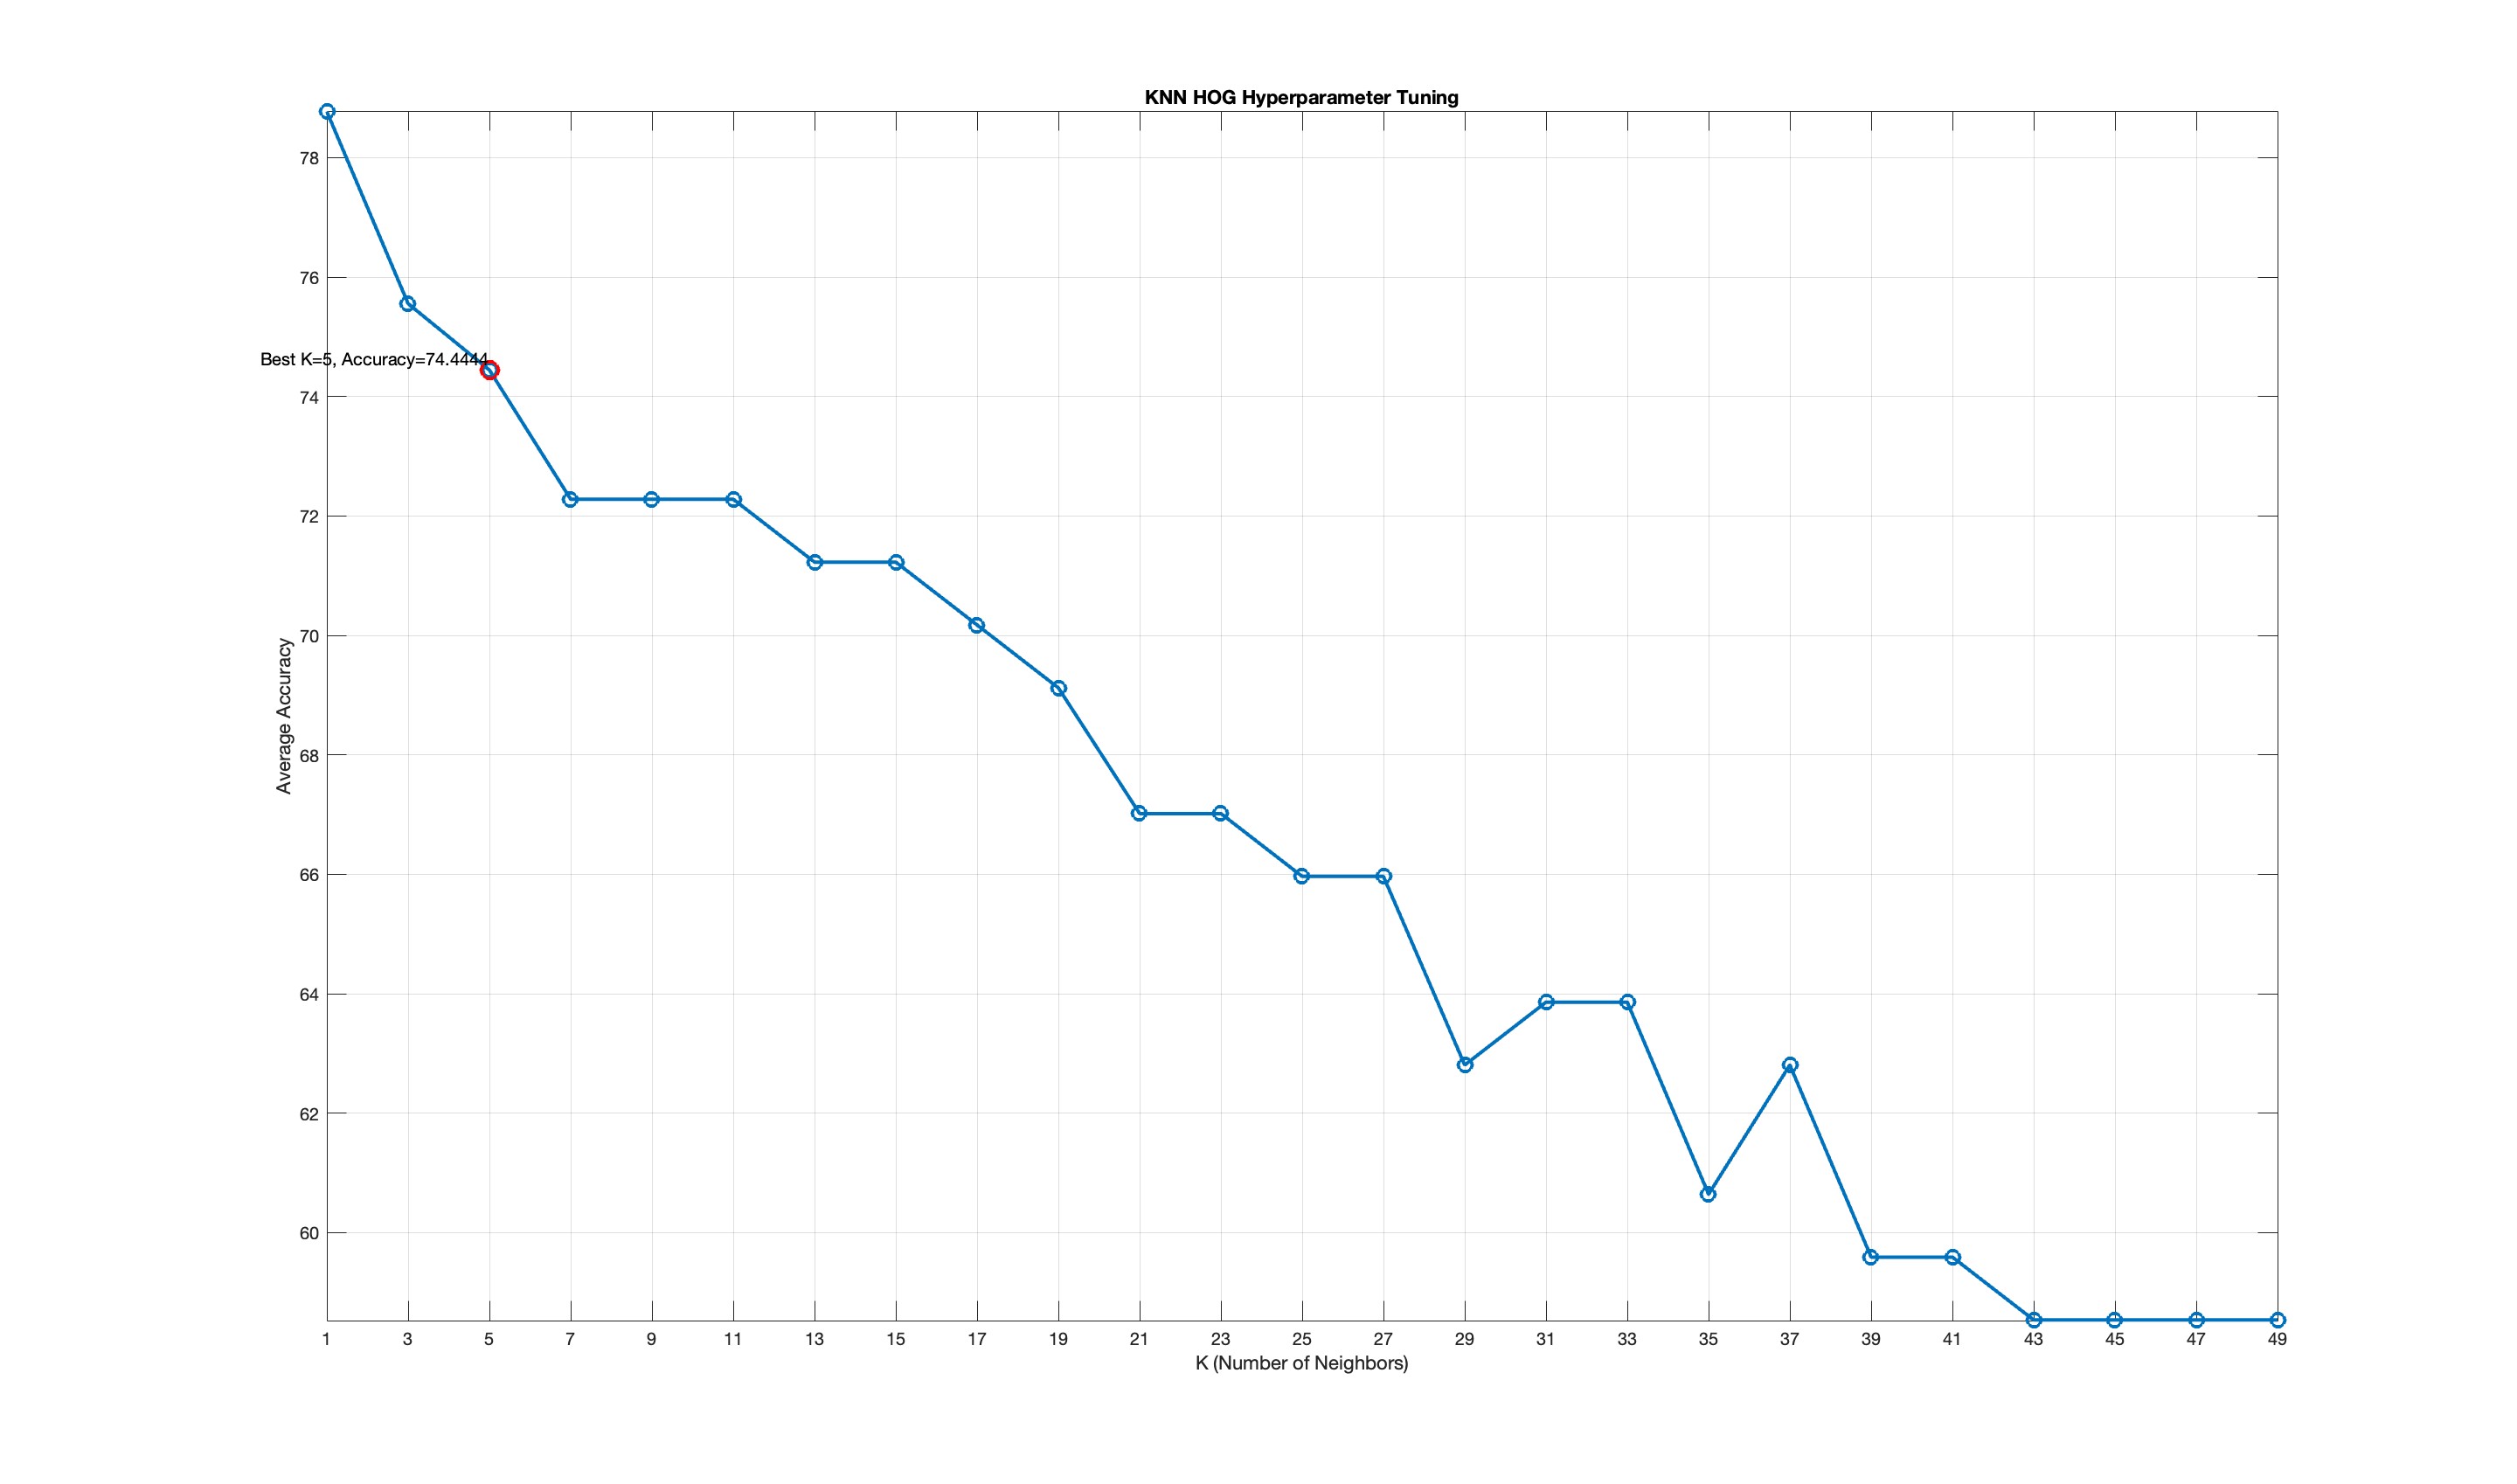 KNN HOG Hyperparameter Tuning
78
76
Best K=5, Accuracy=74.4444
74
72
70
Average Accuracy
68
66
64
62
60
1 3 5 7 9 11 13 15 17 19 21 23 25 27 29 31 33 35 37 39 41 43 45 47 49
K (Number of Neighbors)